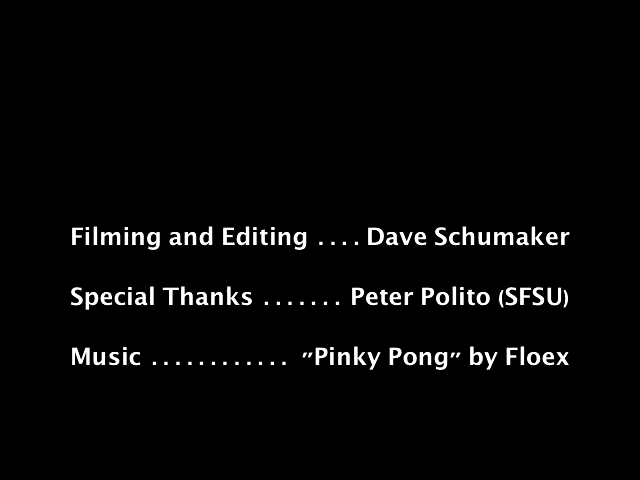 Filming and Editing .... Dave Schumaker
Special Thanks ....... Peter Polito (SFSU)
Music ............ "Pinky Pong" by Floex